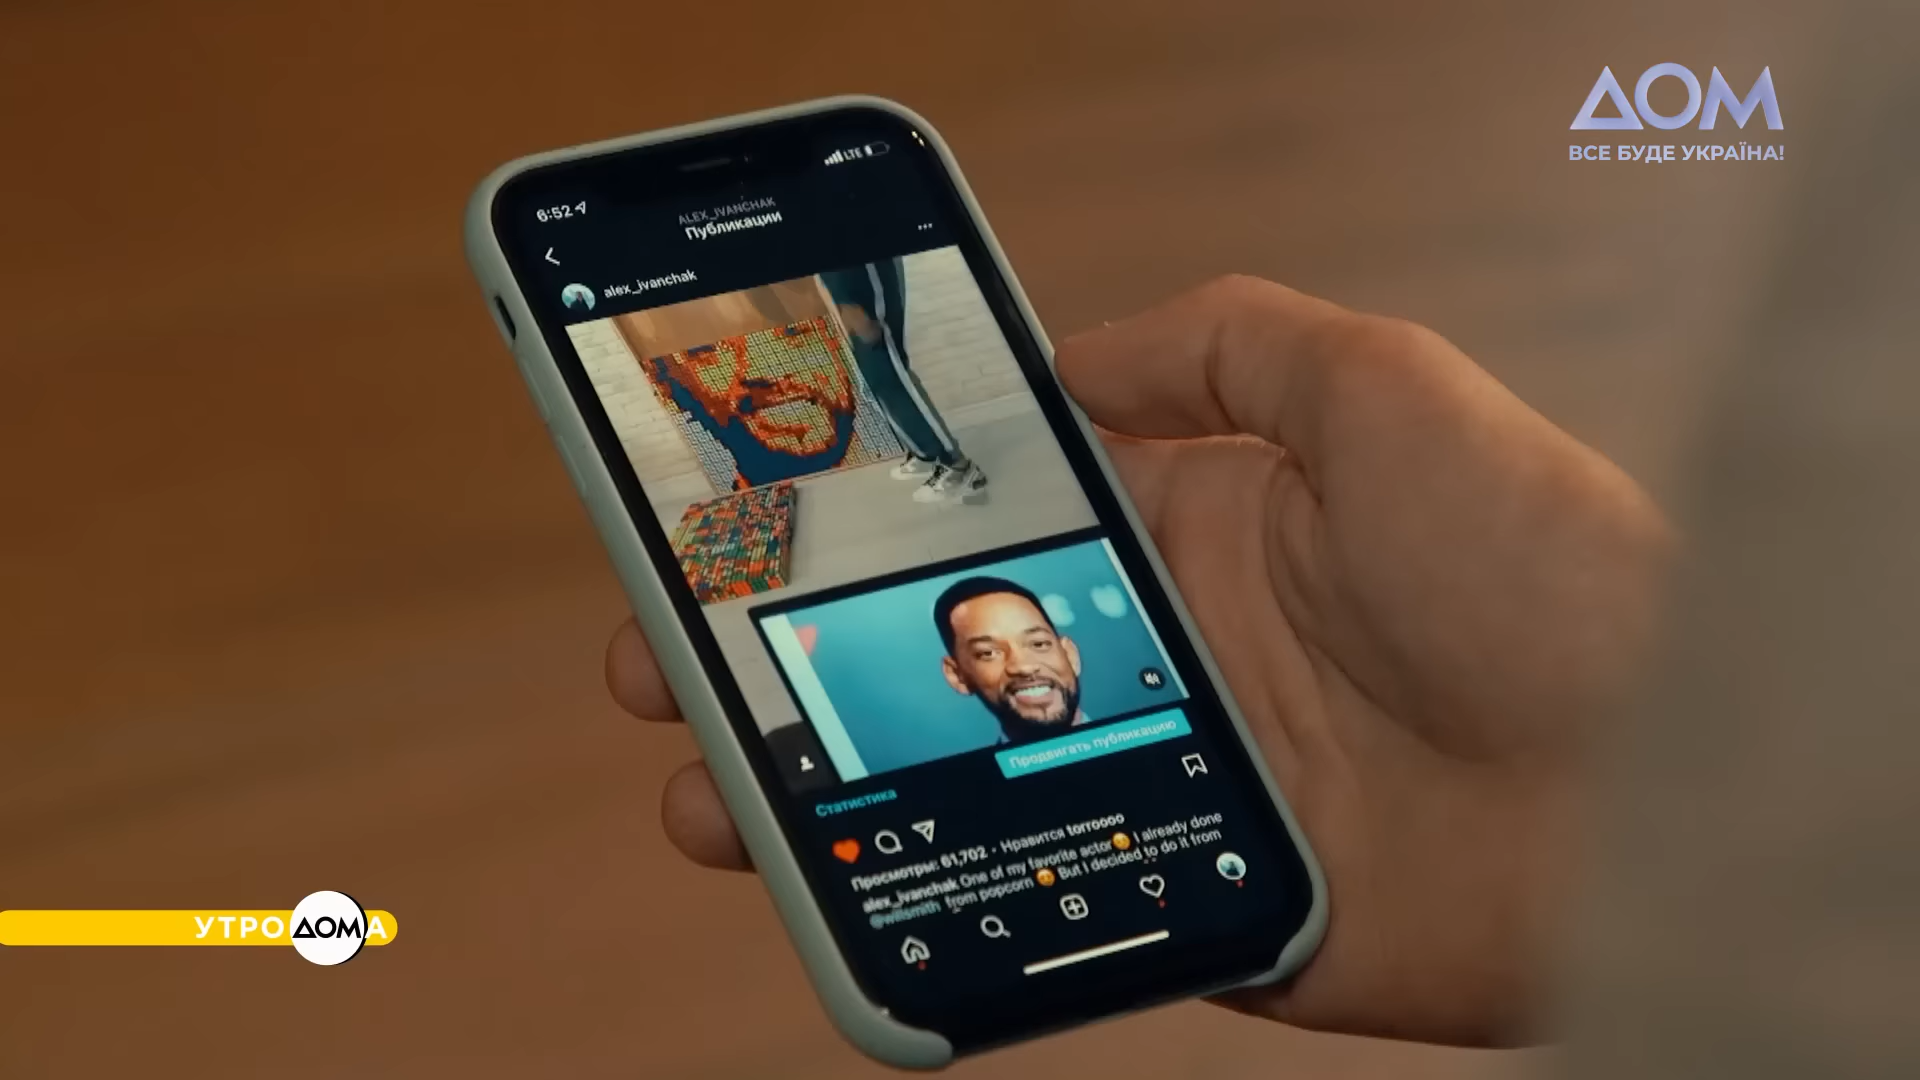 ДОМ
ВСЕ БУДЕ УКРАЇНА!
6:52
LTE
ALEX_IVANCHAK
Публикации
alex_ivanchak
Продвигать публикацию
Статистика
Просмотры: 61,702 · Нравится torroooo
alex_ivanchak One of my favorite actor😊 I already done
@willsmith from popcorn 😊 But I decided to do it from
УТРО ДОМА